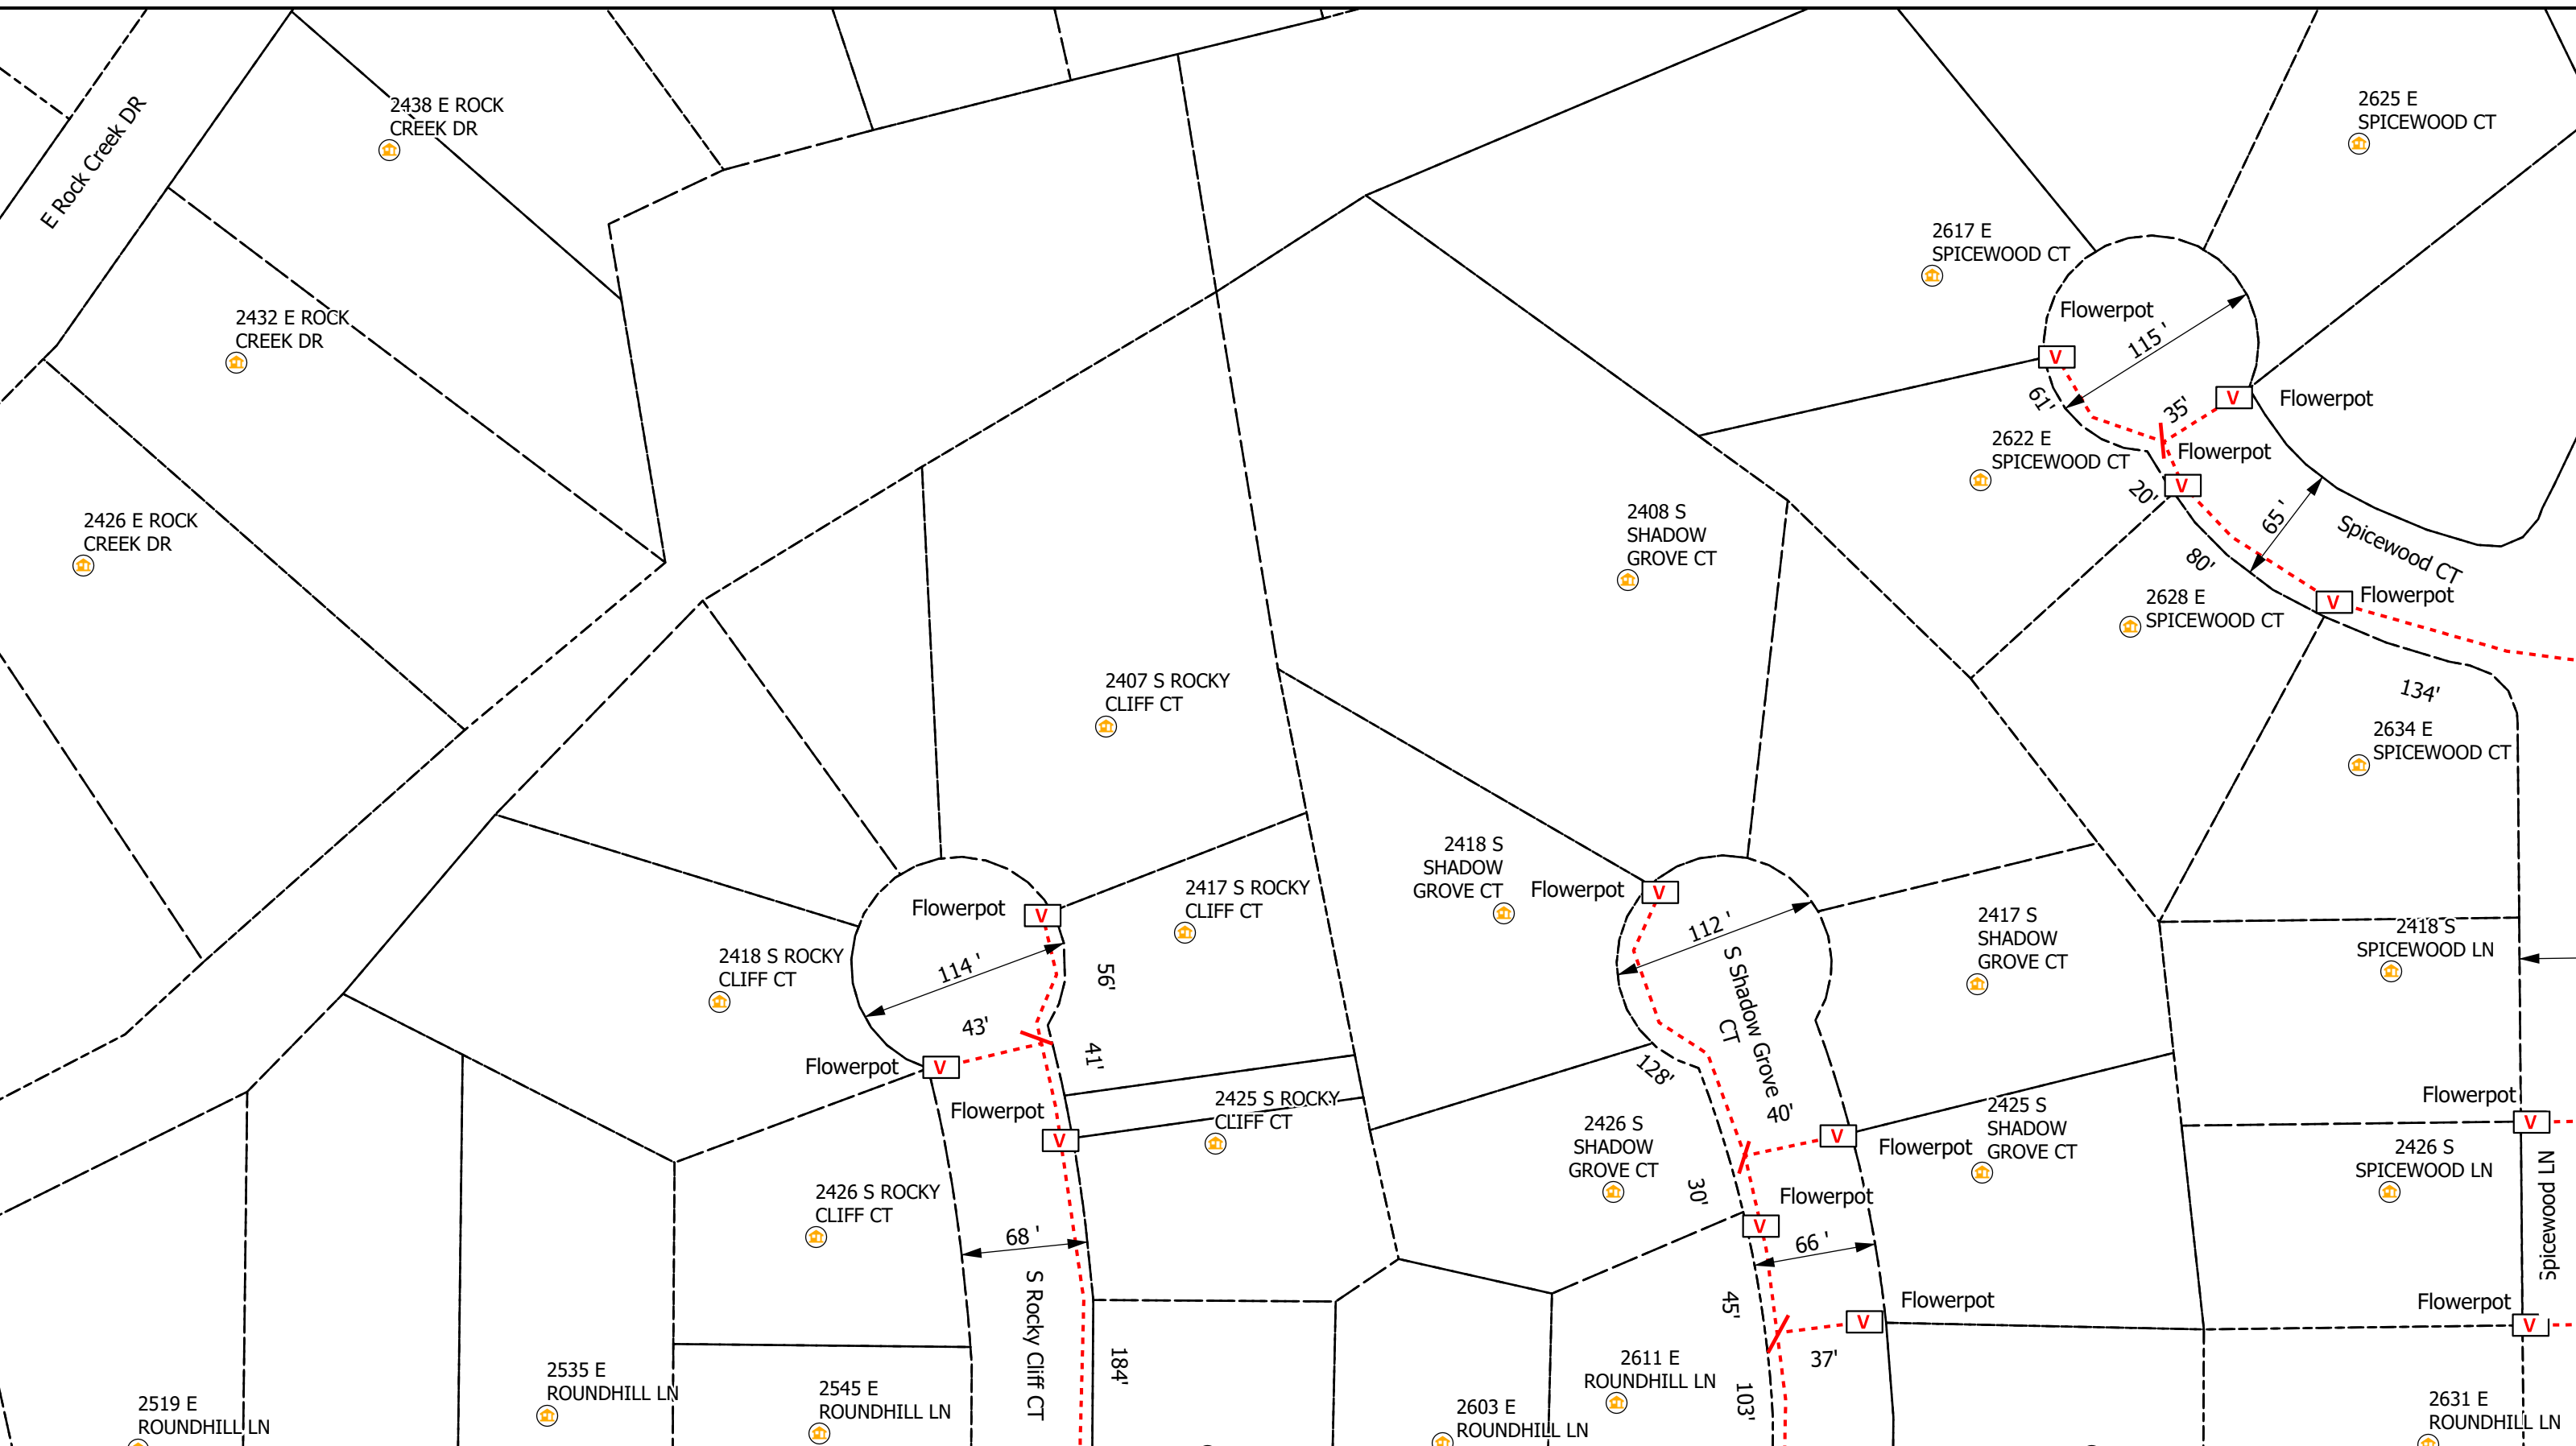 2438 E ROCK
CREEK DR
2625 E
SPICEWOOD CT
E Rock Creek DR
2617 E
SPICEWOOD CT
Flowerpot
115 '
2432 E ROCK
CREEK DR
V
V
Flowerpot
61'
35'
2622 E
SPICEWOOD CT
Flowerpot
V
20'
65 '
Spicewood CT
2426 E ROCK
CREEK DR
2408 S
SHADOW
GROVE CT
80'
2628 E
SPICEWOOD CT
V
Flowerpot
134'
2634 E
SPICEWOOD CT
2407 S ROCKY
CLIFF CT
2418 S
SHADOW
GROVE CT
Flowerpot
V
112 '
Flowerpot
V
2417 S ROCKY
CLIFF CT
2417 S
SHADOW
GROVE CT
2418 S
SPICEWOOD LN
2418 S ROCKY
CLIFF CT
114 '
56'
S Shadow Grove
CT
43'
41'
Flowerpot
V
128'
Flowerpot
V
2425 S ROCKY
CLIFF CT
2426 S
SHADOW
GROVE CT
40'
V
Flowerpot
2425 S
SHADOW
GROVE CT
Flowerpot
V
2426 S
SPICEWOOD LN
Spicewood LN
2426 S ROCKY
CLIFF CT
30'
Flowerpot
V
68 '
66 '
S Rocky Cliff CT
45'
V
Flowerpot
Flowerpot
V
184'
37'
2535 E
ROUNDHILL LN
2611 E
ROUNDHILL LN
103'
2519 E
ROUNDHILL LN
2545 E
ROUNDHILL LN
2603 E
ROUNDHILL LN
2631 E
ROUNDHILL LN